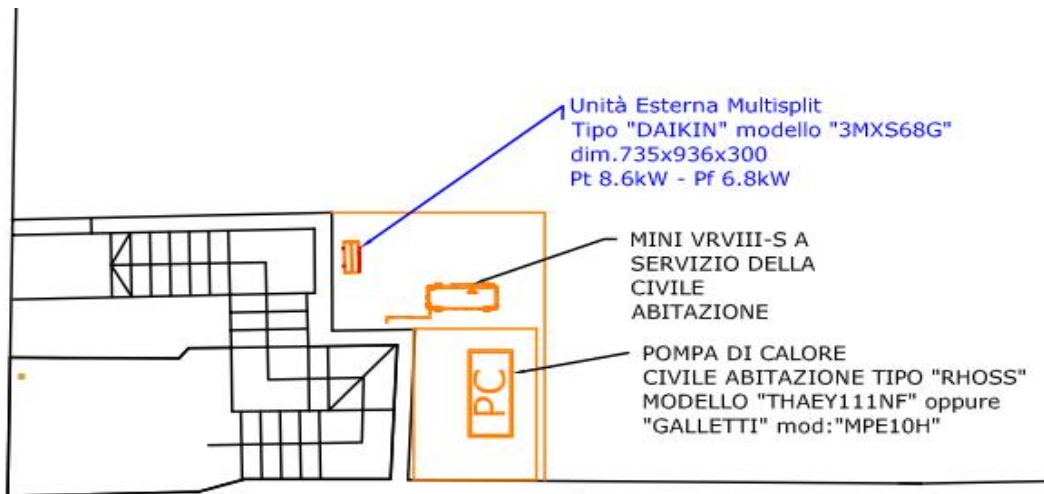 Unità Esterna Multisplit
Tipo "DAIKIN" modello "3MXS68G"
dim.735x936x300
Pt 8.6kW - Pf 6.8kW
MINI VRVIII-S A
SERVIZIO DELLA
CIVILE
ABITAZIONE
POMPA DI CALORE
CIVILE ABITAZIONE TIPO "RHOSS"
MODELLO "THAEY111NF" oppure
"GALLETTI" mod:"MPE10H"
PC